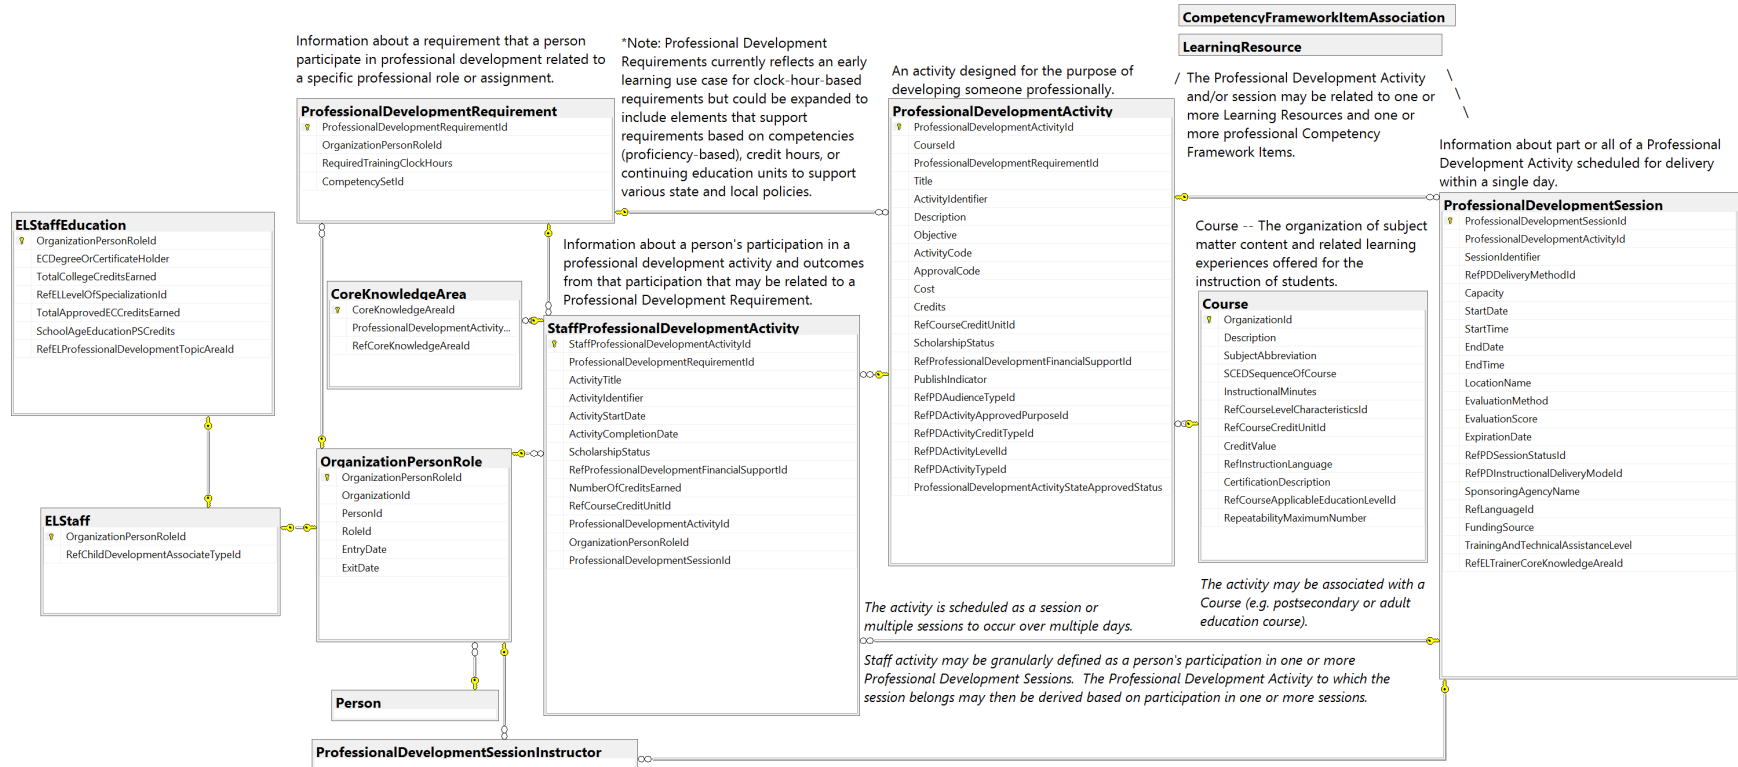 CompetencyFrameworkItemAssociation
LearningResource
Information about a requirement that a person
participate in professional development related to
a specific professional role or assignment.
*Note: Professional Development
Requirements currently reflects an early
learning use case for clock-hour-based
requirements but could be expanded to
include elements that support
requirements based on competencies
(proficiency-based), credit hours, or
continuing education units to support
various state and local policies.
An activity designed for the purpose of
developing someone professionally.
/ The Professional Development Activity
and/or session may be related to one or
more Learning Resources and one or
more professional Competency
Framework Items.
Information about part or all of a Professional
Development Activity scheduled for delivery
within a single day.
ProfessionalDevelopmentRequirement
ProfessionalDevelopmentRequirementId
OrganizationPersonRoleId
RequiredTrainingClockHours
CompetencySetId
ProfessionalDevelopmentActivity
ProfessionalDevelopmentActivityId
CourseId
ProfessionalDevelopmentRequirementId
Title
ActivityIdentifier
Description
Objective
ActivityCode
ApprovalCode
Cost
Credits
RefCourseCreditUnitId
ScholarshipStatus
RefProfessionalDevelopmentFinancialSupportId
PublishIndicator
RefPDAudienceTypeId
RefPDActivityApprovedPurposeId
RefPDActivityCreditTypeId
RefPDActivityLevelId
RefPDActivityTypeId
ProfessionalDevelopmentActivityStateApprovedStatus
ProfessionalDevelopmentSession
ProfessionalDevelopmentSessionId
ProfessionalDevelopmentActivityId
SessionIdentifier
RefPDDeliveryMethodId
Capacity
StartDate
StartTime
EndDate
EndTime
LocationName
EvaluationMethod
EvaluationScore
ExpirationDate
RefPDSessionStatusId
RefPDInstructionalDeliveryModeId
SponsoringAgencyName
RefLanguageId
FundingSource
TrainingAndTechnicalAssistanceLevel
RefELTrainerCoreKnowledgeAreaId
ELStaffEducation
OrganizationPersonRoleId
ECDegreeOrCertificateHolder
TotalCollegeCreditsEarned
RefELLevelOfSpecializationId
TotalApprovedECCreditsEarned
SchoolAgeEducationPSCredits
RefELProfessionalDevelopmentTopicAreaId
Information about a person's participation in a
professional development activity and outcomes
from that participation that may be related to a
Professional Development Requirement.
Course -- The organization of subject
matter content and related learning
experiences offered for the
instruction of students.
CoreKnowledgeArea
CoreKnowledgeAreaId
ProfessionalDevelopmentActivity...
RefCoreKnowledgeAreaId
StaffProfessionalDevelopmentActivity
StaffProfessionalDevelopmentActivityId
ProfessionalDevelopmentRequirementId
ActivityTitle
ActivityIdentifier
ActivityStartDate
ActivityCompletionDate
ScholarshipStatus
RefProfessionalDevelopmentFinancialSupportId
NumberOfCreditsEarned
RefCourseCreditUnitId
ProfessionalDevelopmentActivityId
OrganizationPersonRoleId
ProfessionalDevelopmentSessionId
Course
OrganizationId
Description
SubjectAbbreviation
SCEDSequenceOfCourse
InstructionalMinutes
RefCourseLevelCharacteristicsId
RefCourseCreditUnitId
CreditValue
RefInstructionLanguage
CertificationDescription
RefCourseApplicableEducationLevelId
RepeatabilityMaximumNumber
OrganizationPersonRole
OrganizationPersonRoleId
OrganizationId
PersonId
RoleId
EntryDate
ExitDate
ELStaff
OrganizationPersonRoleId
RefChildDevelopmentAssociateTypeId
The activity may be associated with a
Course (e.g. postsecondary or adult
education course).
The activity is scheduled as a session or
multiple sessions to occur over multiple days.
Staff activity may be granularly defined as a person's participation in one or more
Professional Development Sessions. The Professional Development Activity to which the
session belongs may then be derived based on participation in one or more sessions.
Person
ProfessionalDevelopmentSessionInstructor